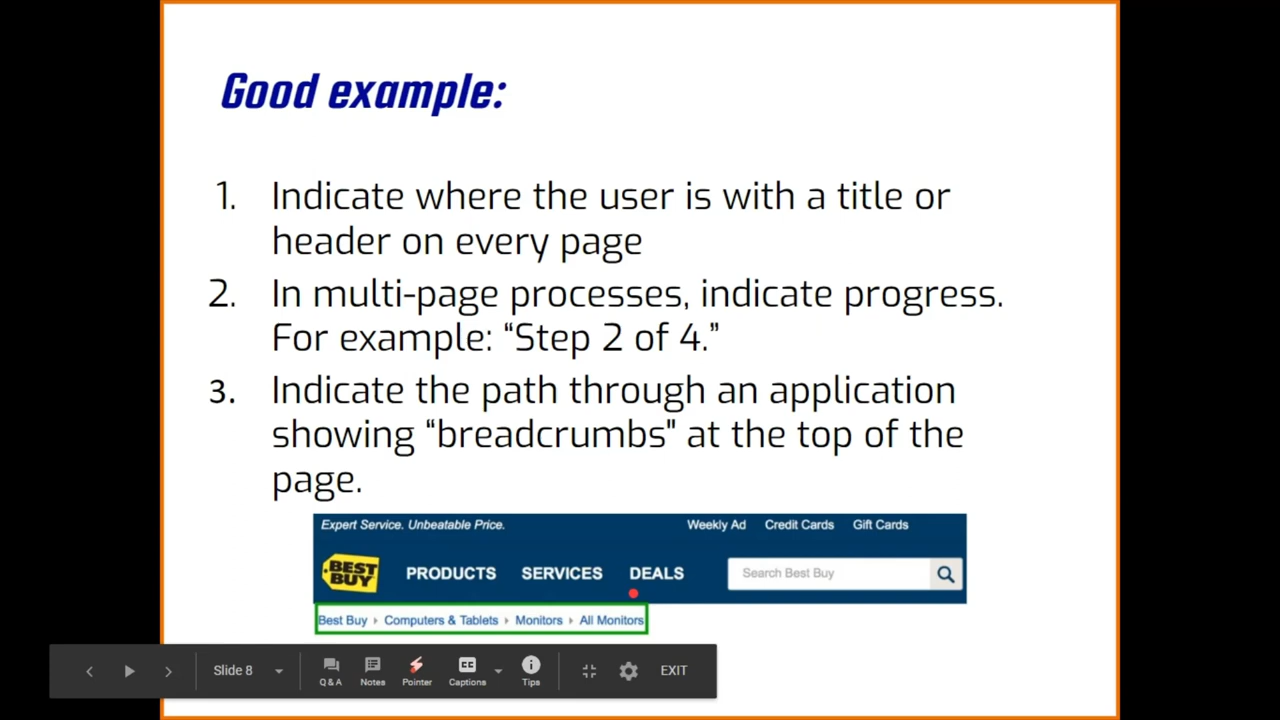 Good example:
1. Indicate where the user is with a title or
header on every page
2. In multi-page processes, indicate progress.
For example: “Step 2 of 4.”
3. Indicate the path through an application
showing “breadcrumbs" at the top of the
page.
Expert Service. Unbeatable Price. Weekly Ad Credit Cards Gift Cards
BEST
BUY
PRODUCTS SERVICES DEALS Search Best Buy
Best Buy Computers & Tablets Monitors All Monitors
Slide 8 Q & A Notes Pointer CC Captions Tips EXIT